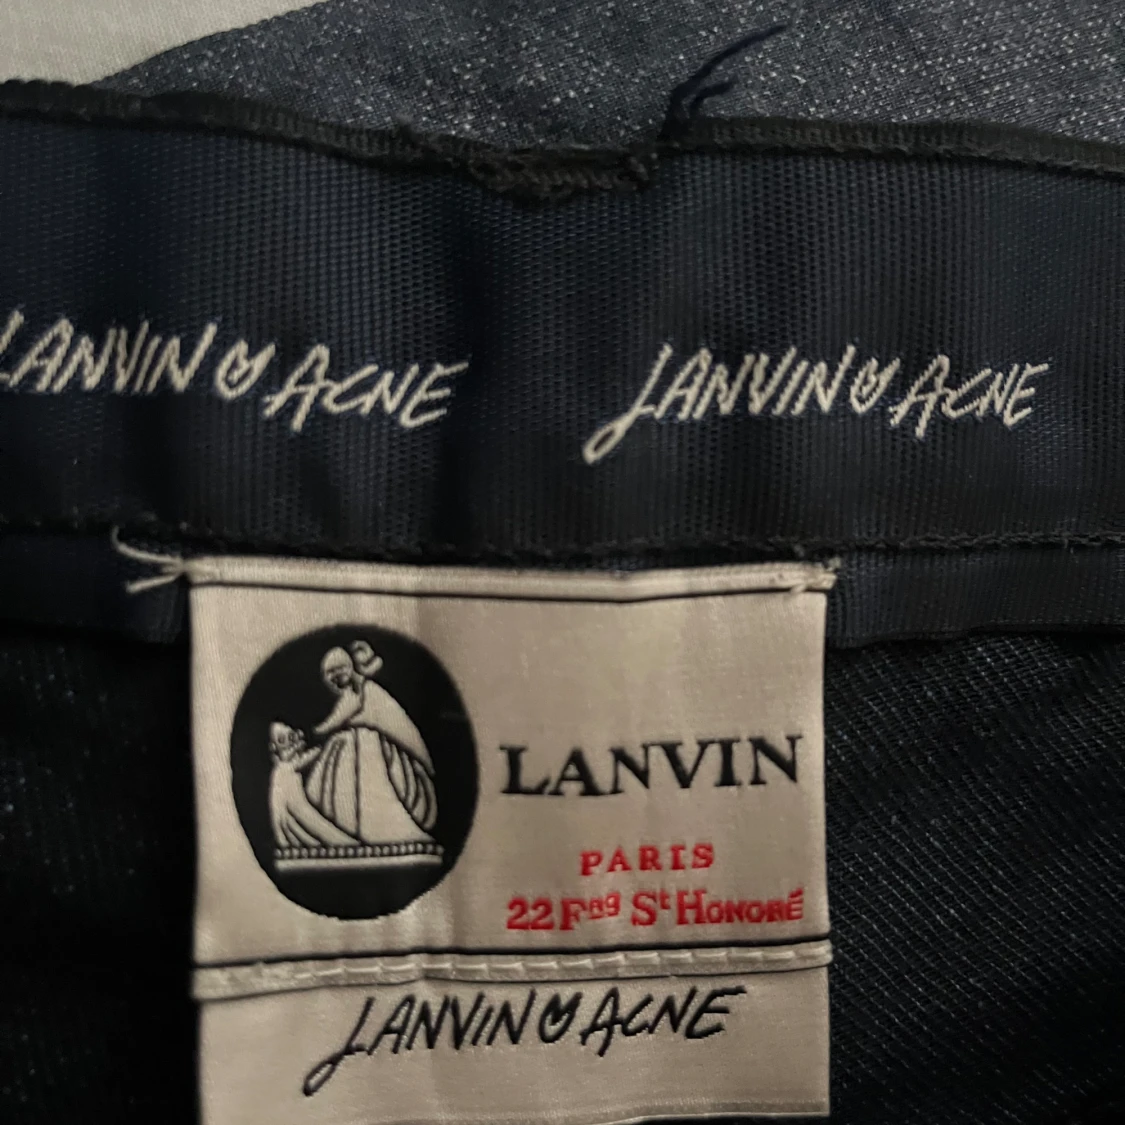 LANVIN ACNE
LANVIN ACNE
LANVIN
PARIS
22 Fbg St HONORÉ
LANVIN ACNE